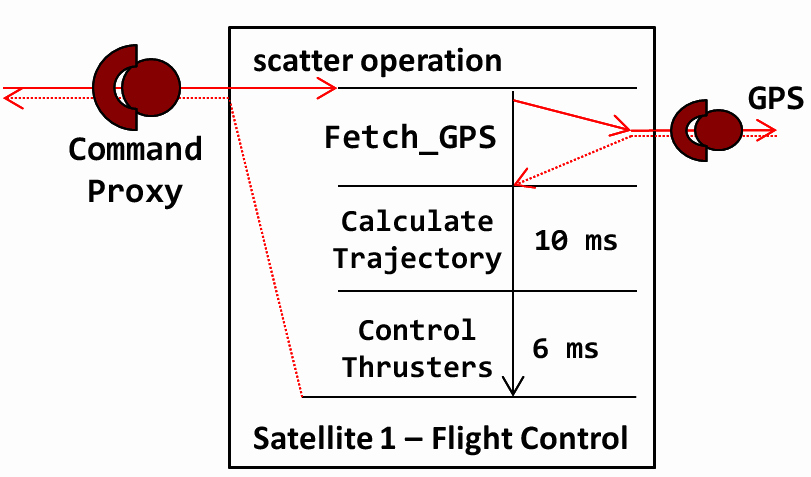 scatter operation
GPS
Command
Proxy
Fetch_GPS
Calculate
Trajectory
10 ms
Control
Thrusters
6 ms
Satellite 1 – Flight Control